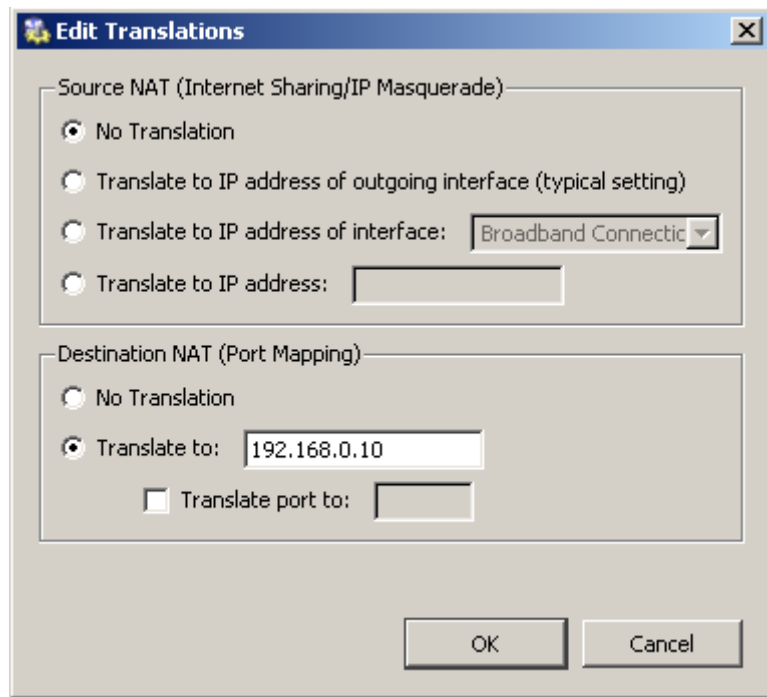 Edit Translations
Source NAT (Internet Sharing/IP Masquerade)
No Translation
Translate to IP address of outgoing interface (typical setting)
Translate to IP address of interface: Broadband Connectic
Translate to IP address:
Destination NAT (Port Mapping)
No Translation
Translate to: 192.168.0.10
Translate port to:
OK Cancel